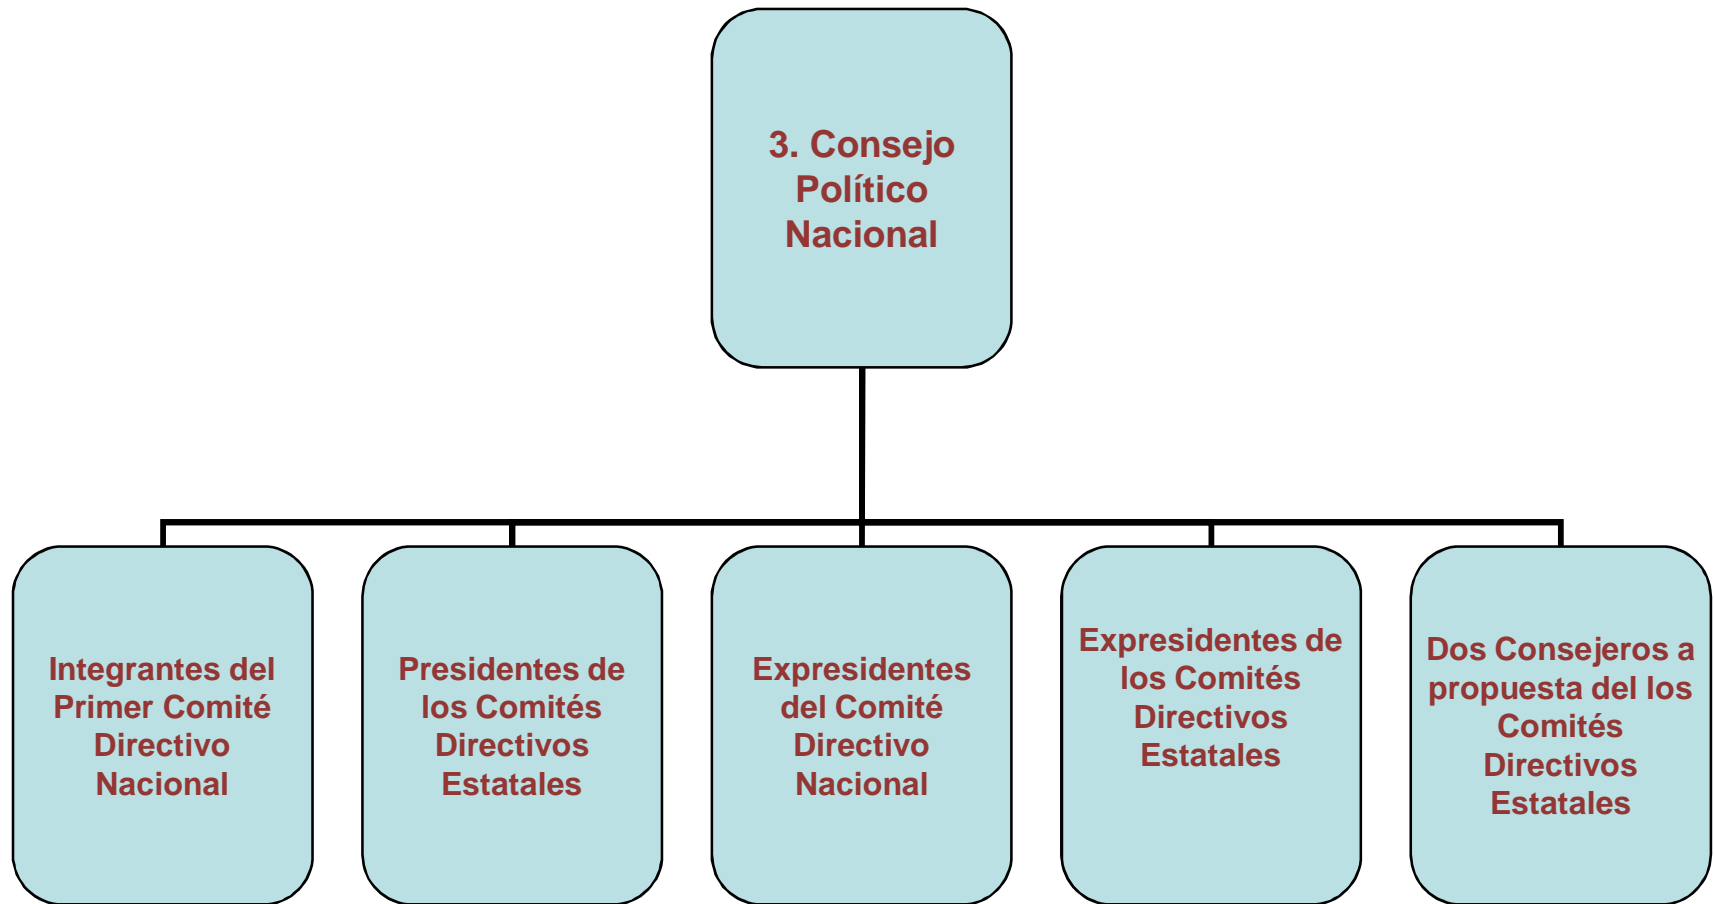 3. Consejo
Político
Nacional
Integrantes del
Primer Comité
Directivo
Nacional
Presidentes de
los Comités
Directivos
Estatales
Expresidentes
del Comité
Directivo
Nacional
Expresidentes de
los Comités
Directivos
Estatales
Dos Consejeros a
propuesta del los
Comités
Directivos
Estatales